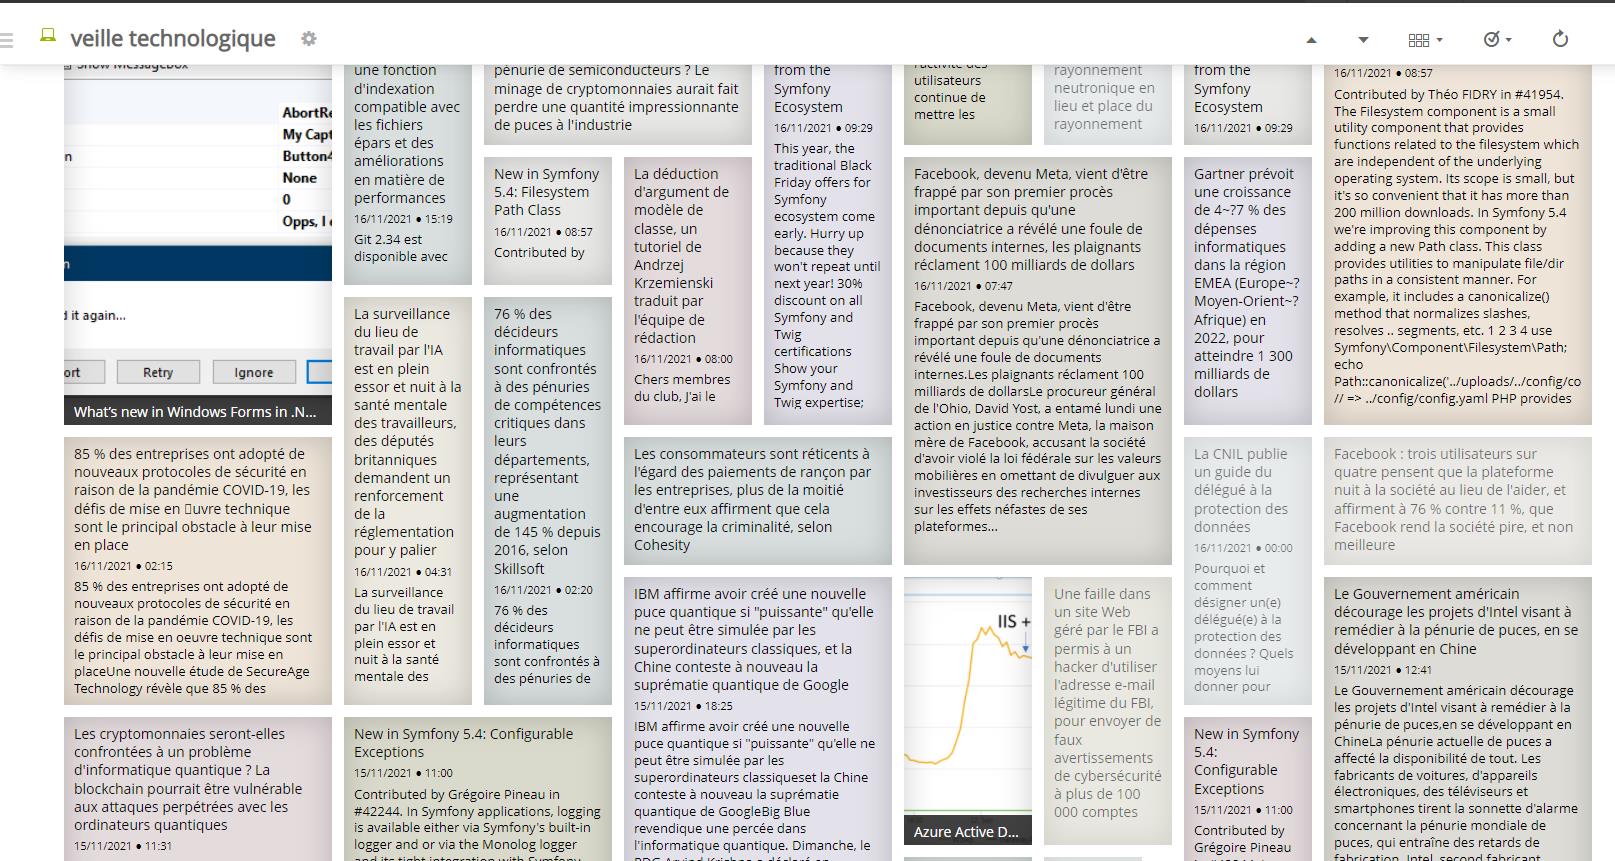 veille technologique
Show MessageBox
AbortRe
My Capt
Button4
None
0
Opps, I
d it again...
ort
Retry
Ignore
What's new in Windows Forms in .N...
85 % des entreprises ont adopté de
nouveaux protocoles de sécurité en
raison de la pandémie COVID-19, les
défis de mise en uvre technique
sont le principal obstacle à leur mise
en place
16/11/2021 ● 02:15
85 % des entreprises ont adopté de
nouveaux protocoles de sécurité en
raison de la pandémie COVID-19, les
défis de mise en oeuvre technique sont
le principal obstacle à leur mise en
placeUne nouvelle étude de SecureAge
Technology révèle que 85 % des
Les cryptomonnaies seront-elles
confrontées à un problème
d'informatique quantique ? La
blockchain pourrait être vulnérable
aux attaques perpétrées avec les
ordinateurs quantiques
15/11/2021 ● 11:31
une fonction
d'indexation
compatible avec
les fichiers
épars et des
améliorations
en matière de
performances
16/11/2021 ● 15:19
Git 2.34 est
disponible avec
La surveillance
du lieu de
travail par l'IA
est en plein
essor et nuit à la
santé mentale
des travailleurs,
des députés
britanniques
demandent un
renforcement
de la
réglementation
pour y palier
16/11/2021 ● 04:31
La surveillance
du lieu de travail
par l'IA est en
plein essor et
nuit à la santé
mentale des
New in Symfony 5.4: Configurable
Exceptions
15/11/2021 ● 11:00
Contributed by Grégoire Pineau in
#42244. In Symfony applications, logging
is available either via Symfony's built-in
logger and or via the Monolog logger
and its tight integration with Symfony
pénurie de semiconducteurs ? Le
minage de cryptomonnaies aurait fait
perdre une quantité impressionnante
de puces à l'industrie
New in Symfony
5.4: Filesystem
Path Class
16/11/2021 ● 08:57
Contributed by
76 % des
décideurs
informatiques
sont confrontés
à des pénuries
de compétences
critiques dans
leurs
départements,
représentant
une
augmentation
de 145 % depuis
2016, selon
Skillsoft
16/11/2021 ● 02:20
76 % des
décideurs
informatiques
sont confrontés à
des pénuries de
La déduction
d'argument de
modèle de
classe, un
tutoriel de
Andrzej
Krzemienski
traduit par
l'équipe de
rédaction
16/11/2021 ● 08:00
Chers membres
du club, J'ai le
from the
Symfony
Ecosystem
16/11/2021 ● 09:29
This year, the
traditional Black
Friday offers for
Symfony
ecosystem come
early. Hurry up
because they
won't repeat until
next year! 30%
discount on all
Symfony and
Twig
certifications
Show your
Symfony and
Twig expertise;
Les consommateurs sont réticents à
l'égard des paiements de rançon par
les entreprises, plus de la moitié
d'entre eux affirment que cela
encourage la criminalité, selon
Cohesity
IBM affirme avoir créé une nouvelle
puce quantique si "puissante" qu'elle
ne peut être simulée par les
superordinateurs classiques, et la
Chine conteste à nouveau la
suprématie quantique de Google
15/11/2021 ● 18:25
IBM affirme avoir créé une nouvelle
puce quantique si "puissante" qu'elle ne
peut être simulée par les
superordinateurs classiqueset la Chine
conteste à nouveau la suprématie
quantique de GoogleBig Blue
revendique une percée dans
l'informatique quantique. Dimanche, le
PDG Arvind Krishna a déclaré en
l'activité des
utilisateurs
continue de
mettre les
rayonnement
neutronique en
lieu et place du
rayonnement
Facebook, devenu Meta, vient d'être
frappé par son premier procès
important depuis qu'une
dénonciatrice a révélé une foule de
documents internes, les plaignants
réclament 100 milliards de dollars
16/11/2021 ● 07:47
Facebook, devenu Meta, vient d'être
frappé par son premier procès
important depuis qu'une dénonciatrice a
révélé une foule de documents
internes.Les plaignants réclament 100
milliards de dollarsLe procureur général
de l'Ohio, David Yost, a entamé lundi une
action en justice contre Meta, la maison
mère de Facebook, accusant la société
d'avoir violé la loi fédérale sur les valeurs
mobilières en omettant de divulguer aux
investisseurs des recherches internes
sur les effets néfastes de ses
plateformes...
IIS +
Azure Active D...
Une faille dans
un site Web
géré par le FBI a
permis à un
hacker d'utiliser
l'adresse e-mail
légitime du FBI,
pour envoyer de
faux
avertissements
de cybersécurité
à plus de 100
000 comptes
from the
Symfony
Ecosystem
16/11/2021 ● 09:29
Gartner prévoit
une croissance
de 4~?7 % des
dépenses
informatiques
dans la région
EMEA (Europe~?
Moyen-Orient~?
Afrique) en
2022, pour
atteindre 1 300
milliards de
dollars
La CNIL publie
un guide du
délégué à la
protection des
données
16/11/2021 ● 00:00
Pourquoi et
comment
désigner un(e)
délégué(e) à la
protection des
données ? Quels
moyens lui
donner pour
New in Symfony
5.4:
Configurable
Exceptions
15/11/2021 ● 11:00
Contributed by
Grégoire Pineau
16/11/2021 ● 08:57
Contributed by Théo FIDRY in #41954.
The Filesystem component is a small
utility component that provides
functions related to the filesystem which
are independent of the underlying
operating system. Its scope is small, but
it's so convenient that it has more than
200 million downloads. In Symfony 5.4
we're improving this component by
adding a new Path class. This class
provides utilities to manipulate file/dir
paths in a consistent manner. For
example, it includes a canonicalize()
method that normalizes slashes,
resolves .. segments, etc. 1 2 3 4 use
Symfony\Component\Filesystem\Path;
echo
Path::canonicalize('../uploads/../config/co
// => ../config/config.yaml PHP provides
Facebook : trois utilisateurs sur
quatre pensent que la plateforme
nuit à la société au lieu de l'aider, et
affirment à 76 % contre 11 %, que
Facebook rend la société pire, et non
meilleure
Le Gouvernement américain
décourage les projets d'Intel visant à
remédier à la pénurie de puces, en se
développant en Chine
15/11/2021 ● 12:41
Le Gouvernement américain décourage
les projets d'Intel visant à remédier à la
pénurie de puces,en se développant en
ChineLa pénurie actuelle de puces a
affecté la disponibilité de tout. Les
fabricants de voitures, d'appareils
électroniques, des téléviseurs et
smartphones tirent la sonnette d'alarme
concernant la pénurie mondiale de
puces, qui entraîne des retards de
fabrication. Intel, second fabricant